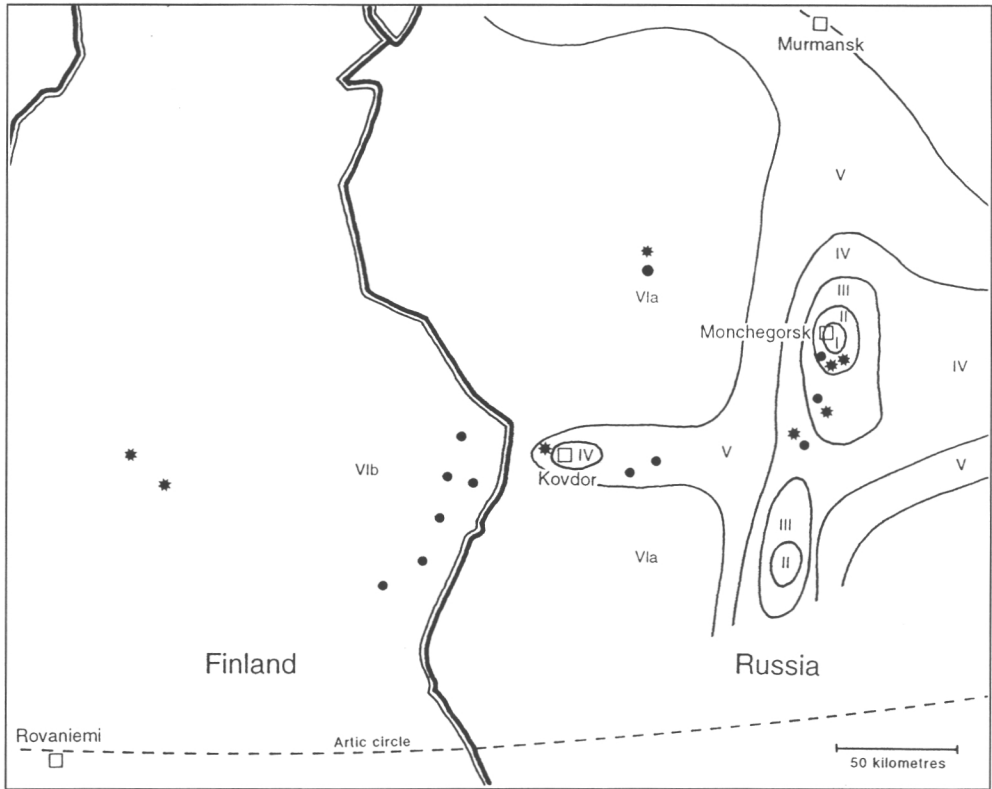 Murmansk
V
IV
III
II
Monchegorsk
I
VIa
IV
VIb
IV
V
V
Kovdor
III
VIa
II
Finland
Russia
Rovaniemi
Artic circle
50 kilometres